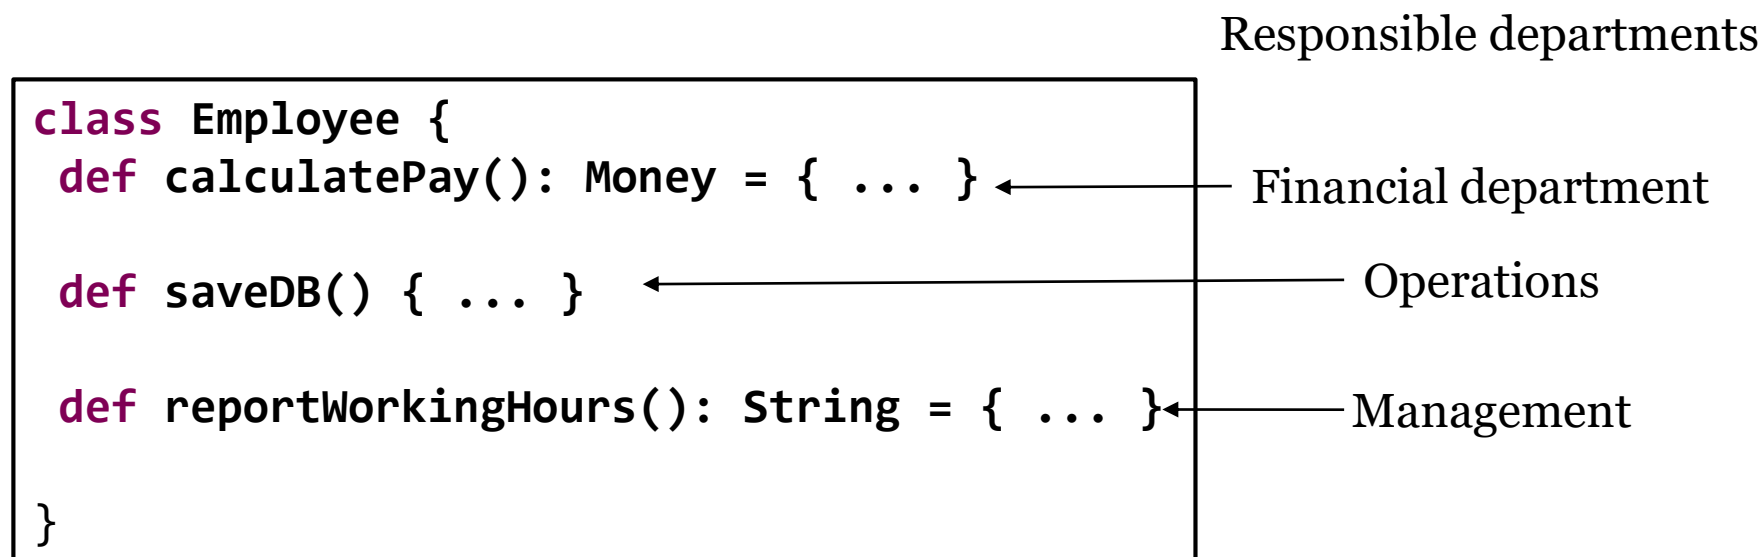 Responsible departments
class Employee {
def calculatePay(): Money = { ... }
Financial department
def saveDB() { ... }
Operations
def reportWorkingHours(): String = { ... }
Management
}